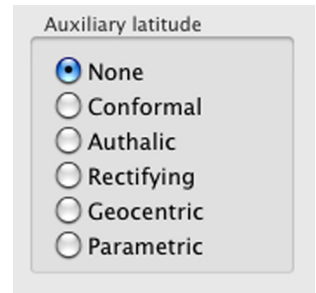 Auxiliary latitude
None
Conformal
Authalic
Rectifying
Geocentric
Parametric